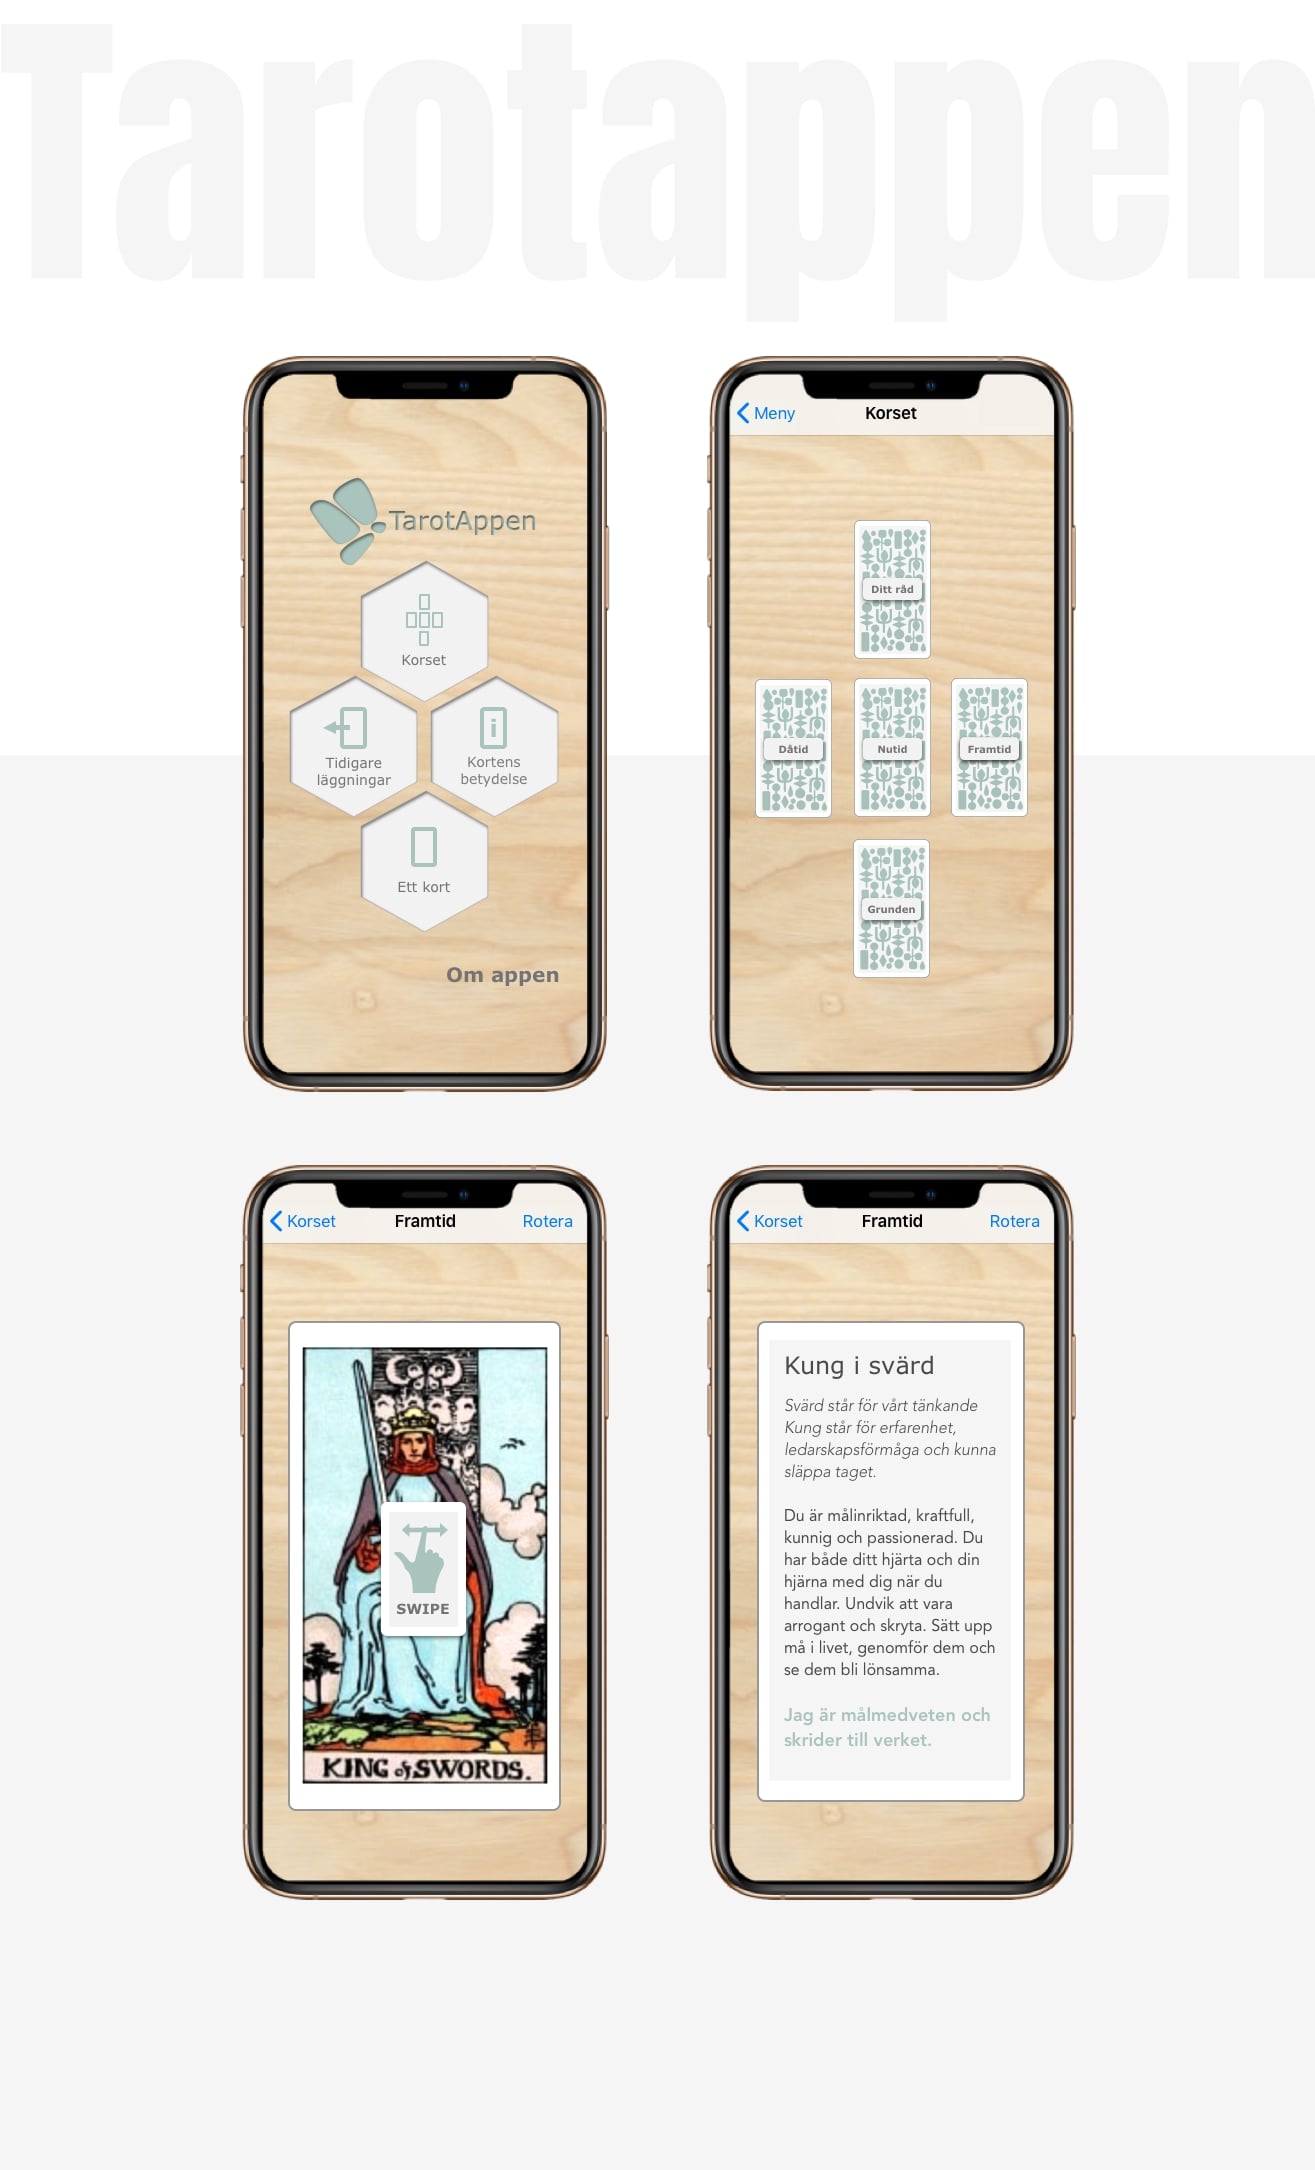 Tarotappen
TarotAppen
Korset
Tidigare
läggningar
Kortens
betydelse
Ett kort
Om appen
Meny
Korset
Ditt råd
Dåtid
Nutid
Framtid
Grunden
Korset
Framtid
Rotera
SWIPE
KING of SWORDS.
Korset
Framtid
Rotera
Kung i svärd
Svärd står för vårt tänkande
Kung står för erfarenhet,
ledarskapsförmåga och kunna
släppa taget.
Du är målinriktad, kraftfull,
kunnig och passionerad. Du
har både ditt hjärta och din
hjärna med dig när du
handlar. Undvik att vara
arrogant och skryta. Sätt upp
må i livet, genomför dem och
se dem bli lönsamma.
Jag är målmedveten och
skrider till verket.